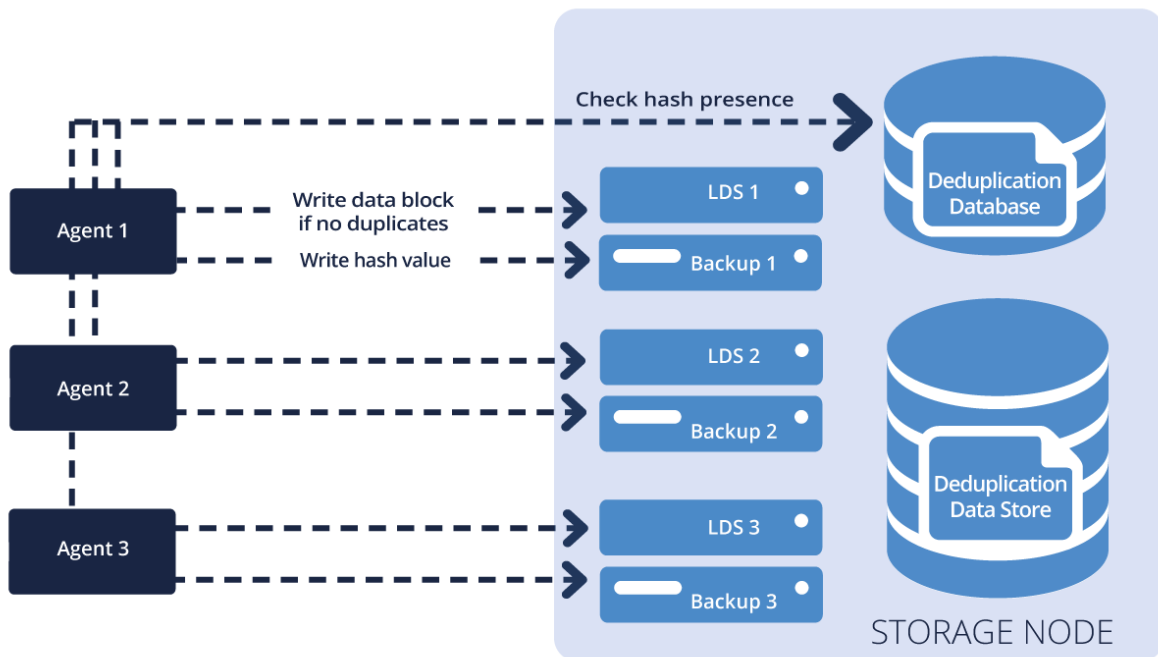 Check hash presence
Deduplication
Database
Agent 1
Write data block
if no duplicates
LDS 1
Write hash value
Backup 1
Agent 2
LDS 2
Backup 2
Deduplication
Data Store
Agent 3
LDS 3
Backup 3
STORAGE NODE